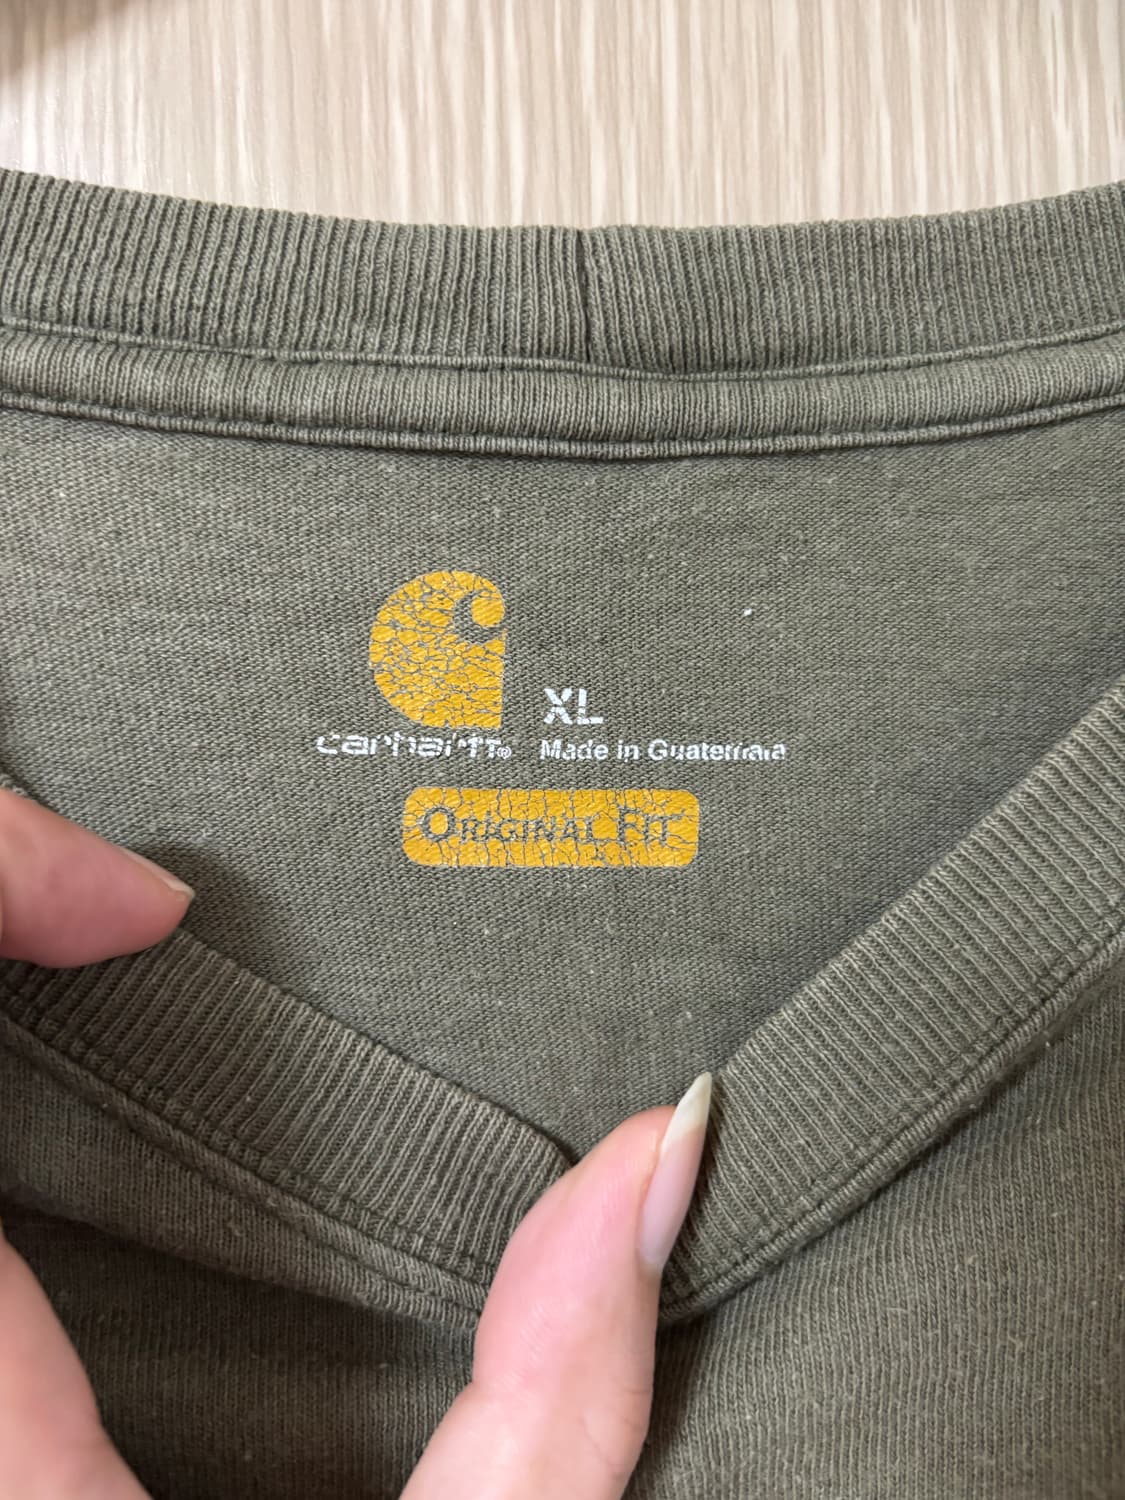 XL
carhartt®
Made in Guatemala
ORIGINAL FIT